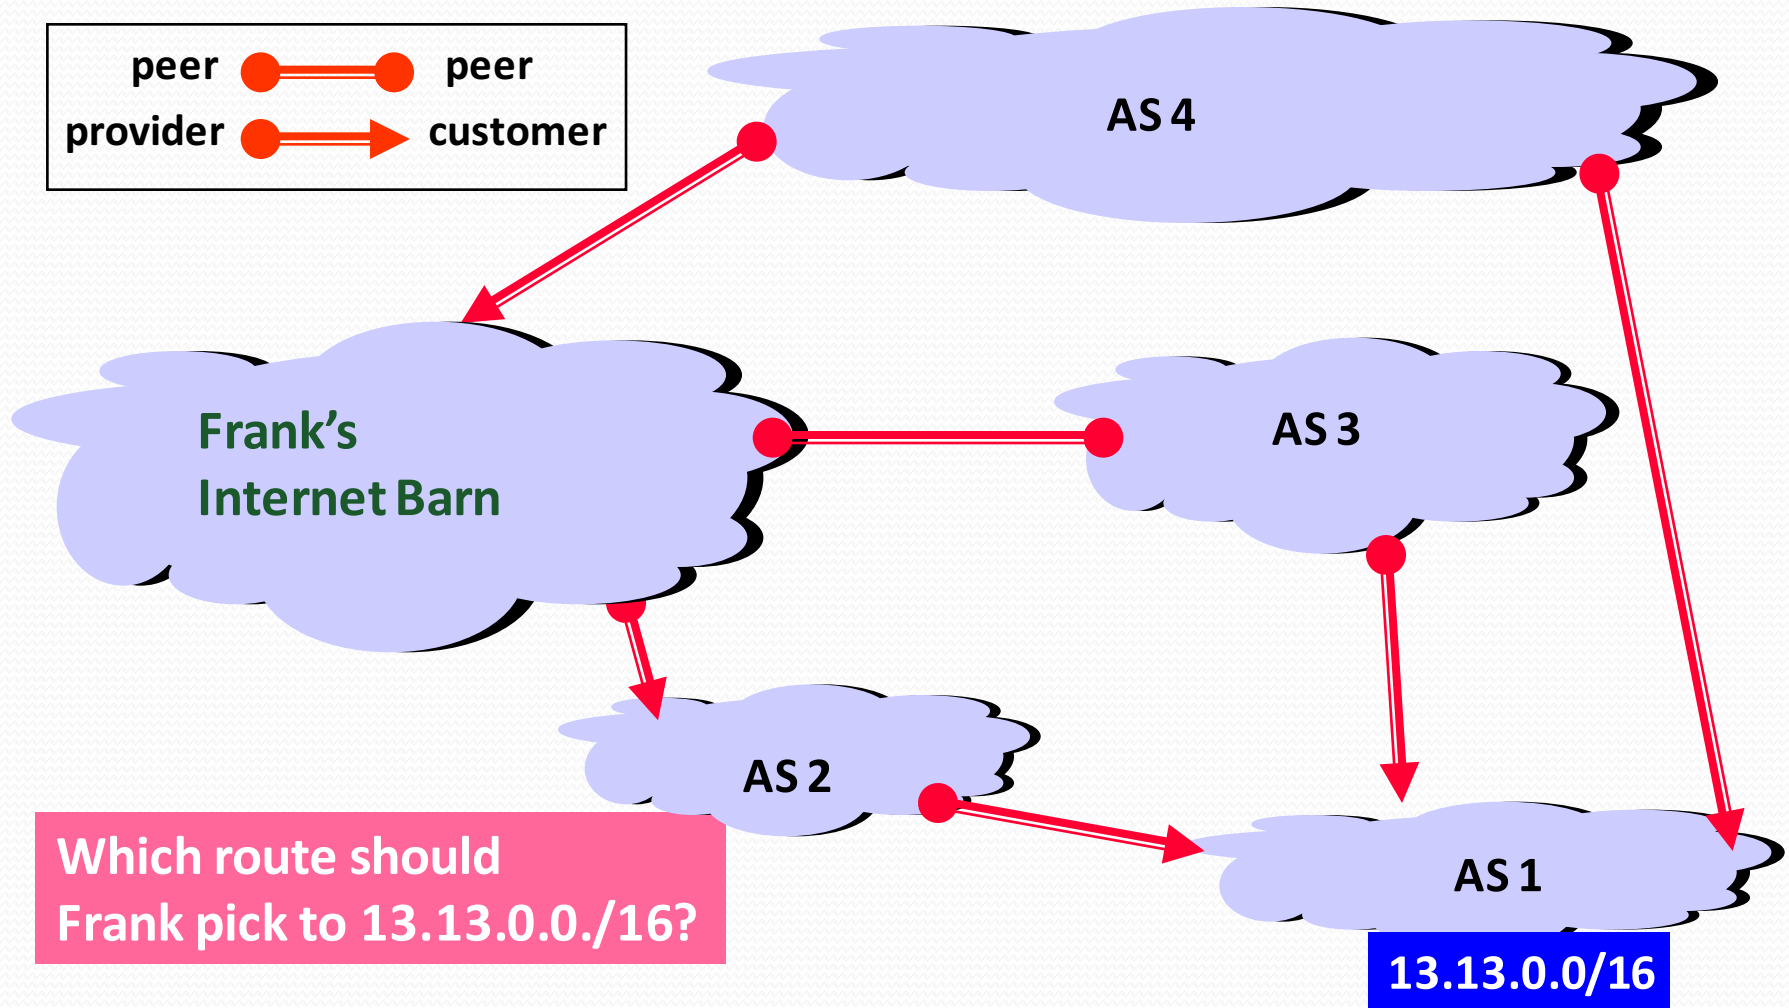 peer peer
provider customer
AS 4
Frank’s
Internet Barn
AS 3
AS 2
AS 1
Which route should
Frank pick to 13.13.0.0./16?
13.13.0.0/16